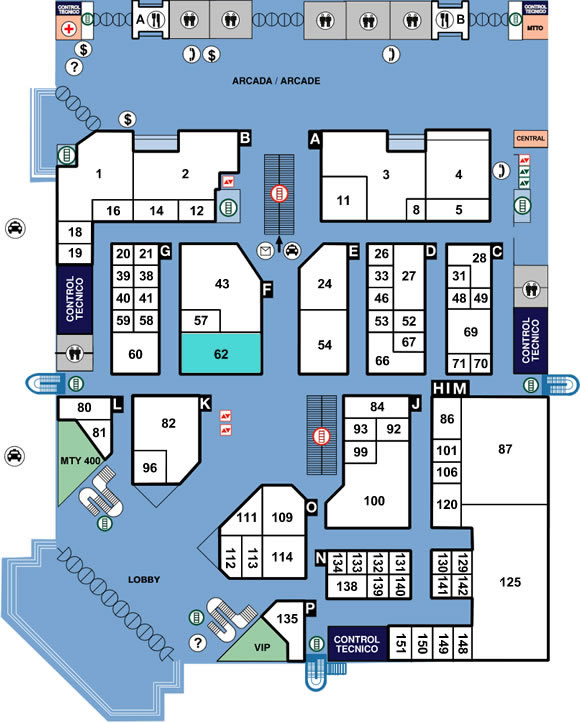 CONTROL
TECNICO
A
B
CONTROL
TECNICO
MTTO
$
?
$
ARCADA / ARCADE
$
B
A
CENTRAL
1
2
3
4
11
16
14
12
8
5
18
19
G
F
E
D
C
20
21
39
38
40
41
59
58
60
43
57
62
24
54
26
33
27
46
53
52
67
66
28
31
48
49
69
71
70
CONTROL
TECNICO
CONTROL
TECNICO
L
K
J
H I M
80
81
MTY 400
82
96
84
93
92
99
100
86
101
106
120
87
125
O
111
109
112
113
114
N
134
133
132
131
138
139
140
130
129
141
142
LOBBY
P
135
?
VIP
CONTROL
TECNICO
151
150
149
148